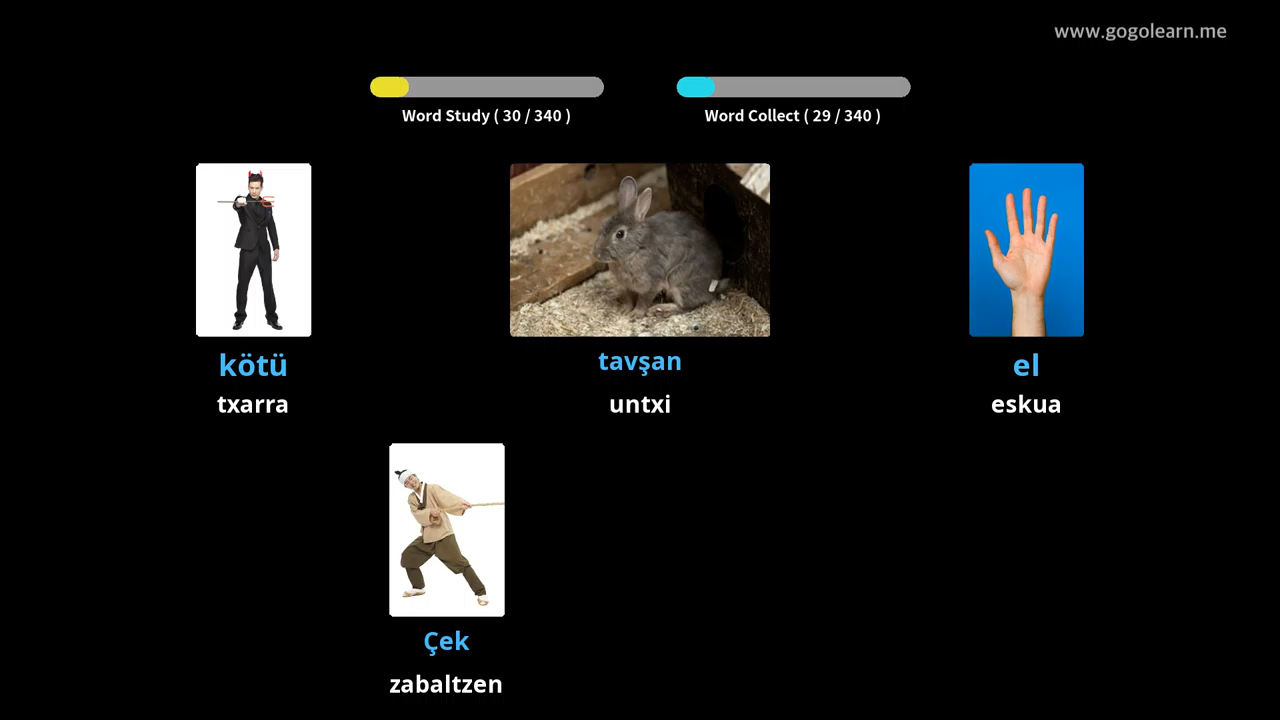 www.gogolearn.me
Word Study ( 30 / 340 )
Word Collect ( 29 / 340 )
kötü
txarra
tavşan
untxi
el
eskua
Çek
zabaltzen